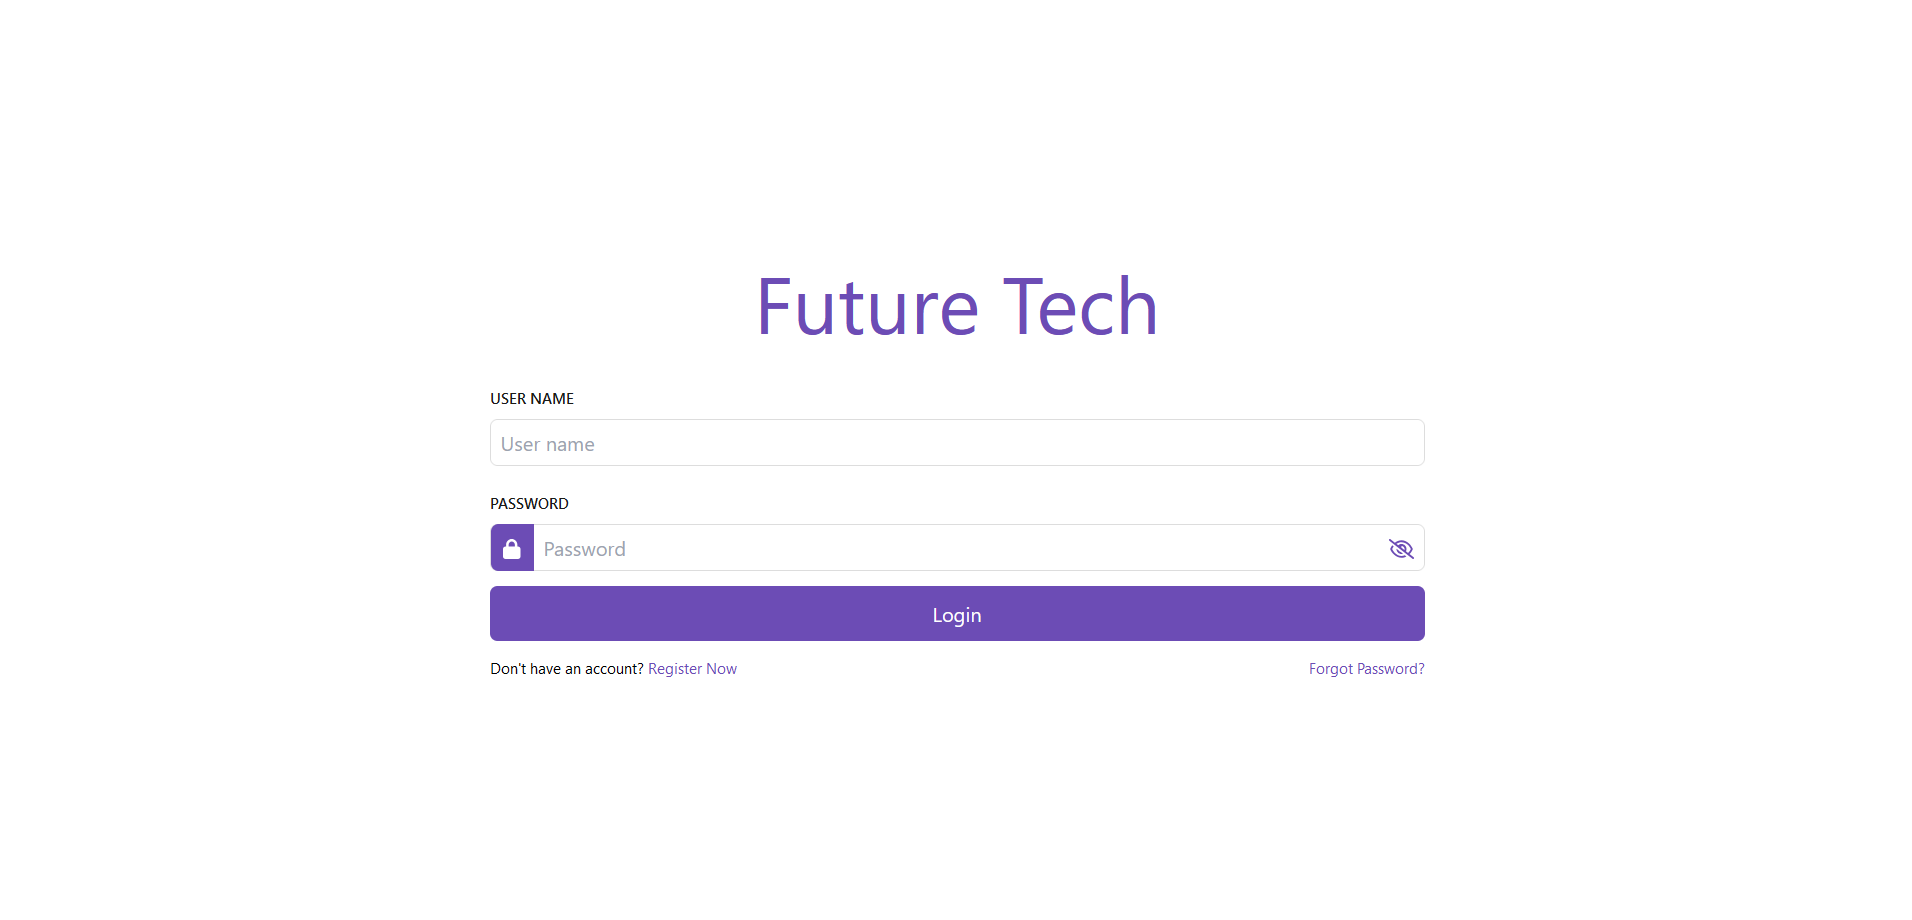 Future Tech
USER NAME
User name
PASSWORD
Password
Login
Don't have an account? Register Now
Forgot Password?